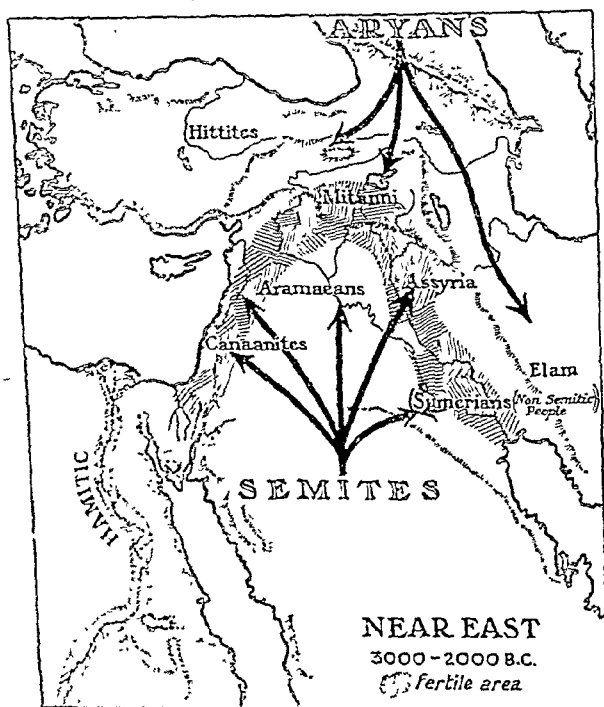 ARYANS
Hittites
Mitanni
Aramaeans
Assyria
Canaanites
Elam
(Sumerians (Non Semitic People))
HAMITIC
SEMITES
NEAR EAST
3000-2000 B.C.
fertile area